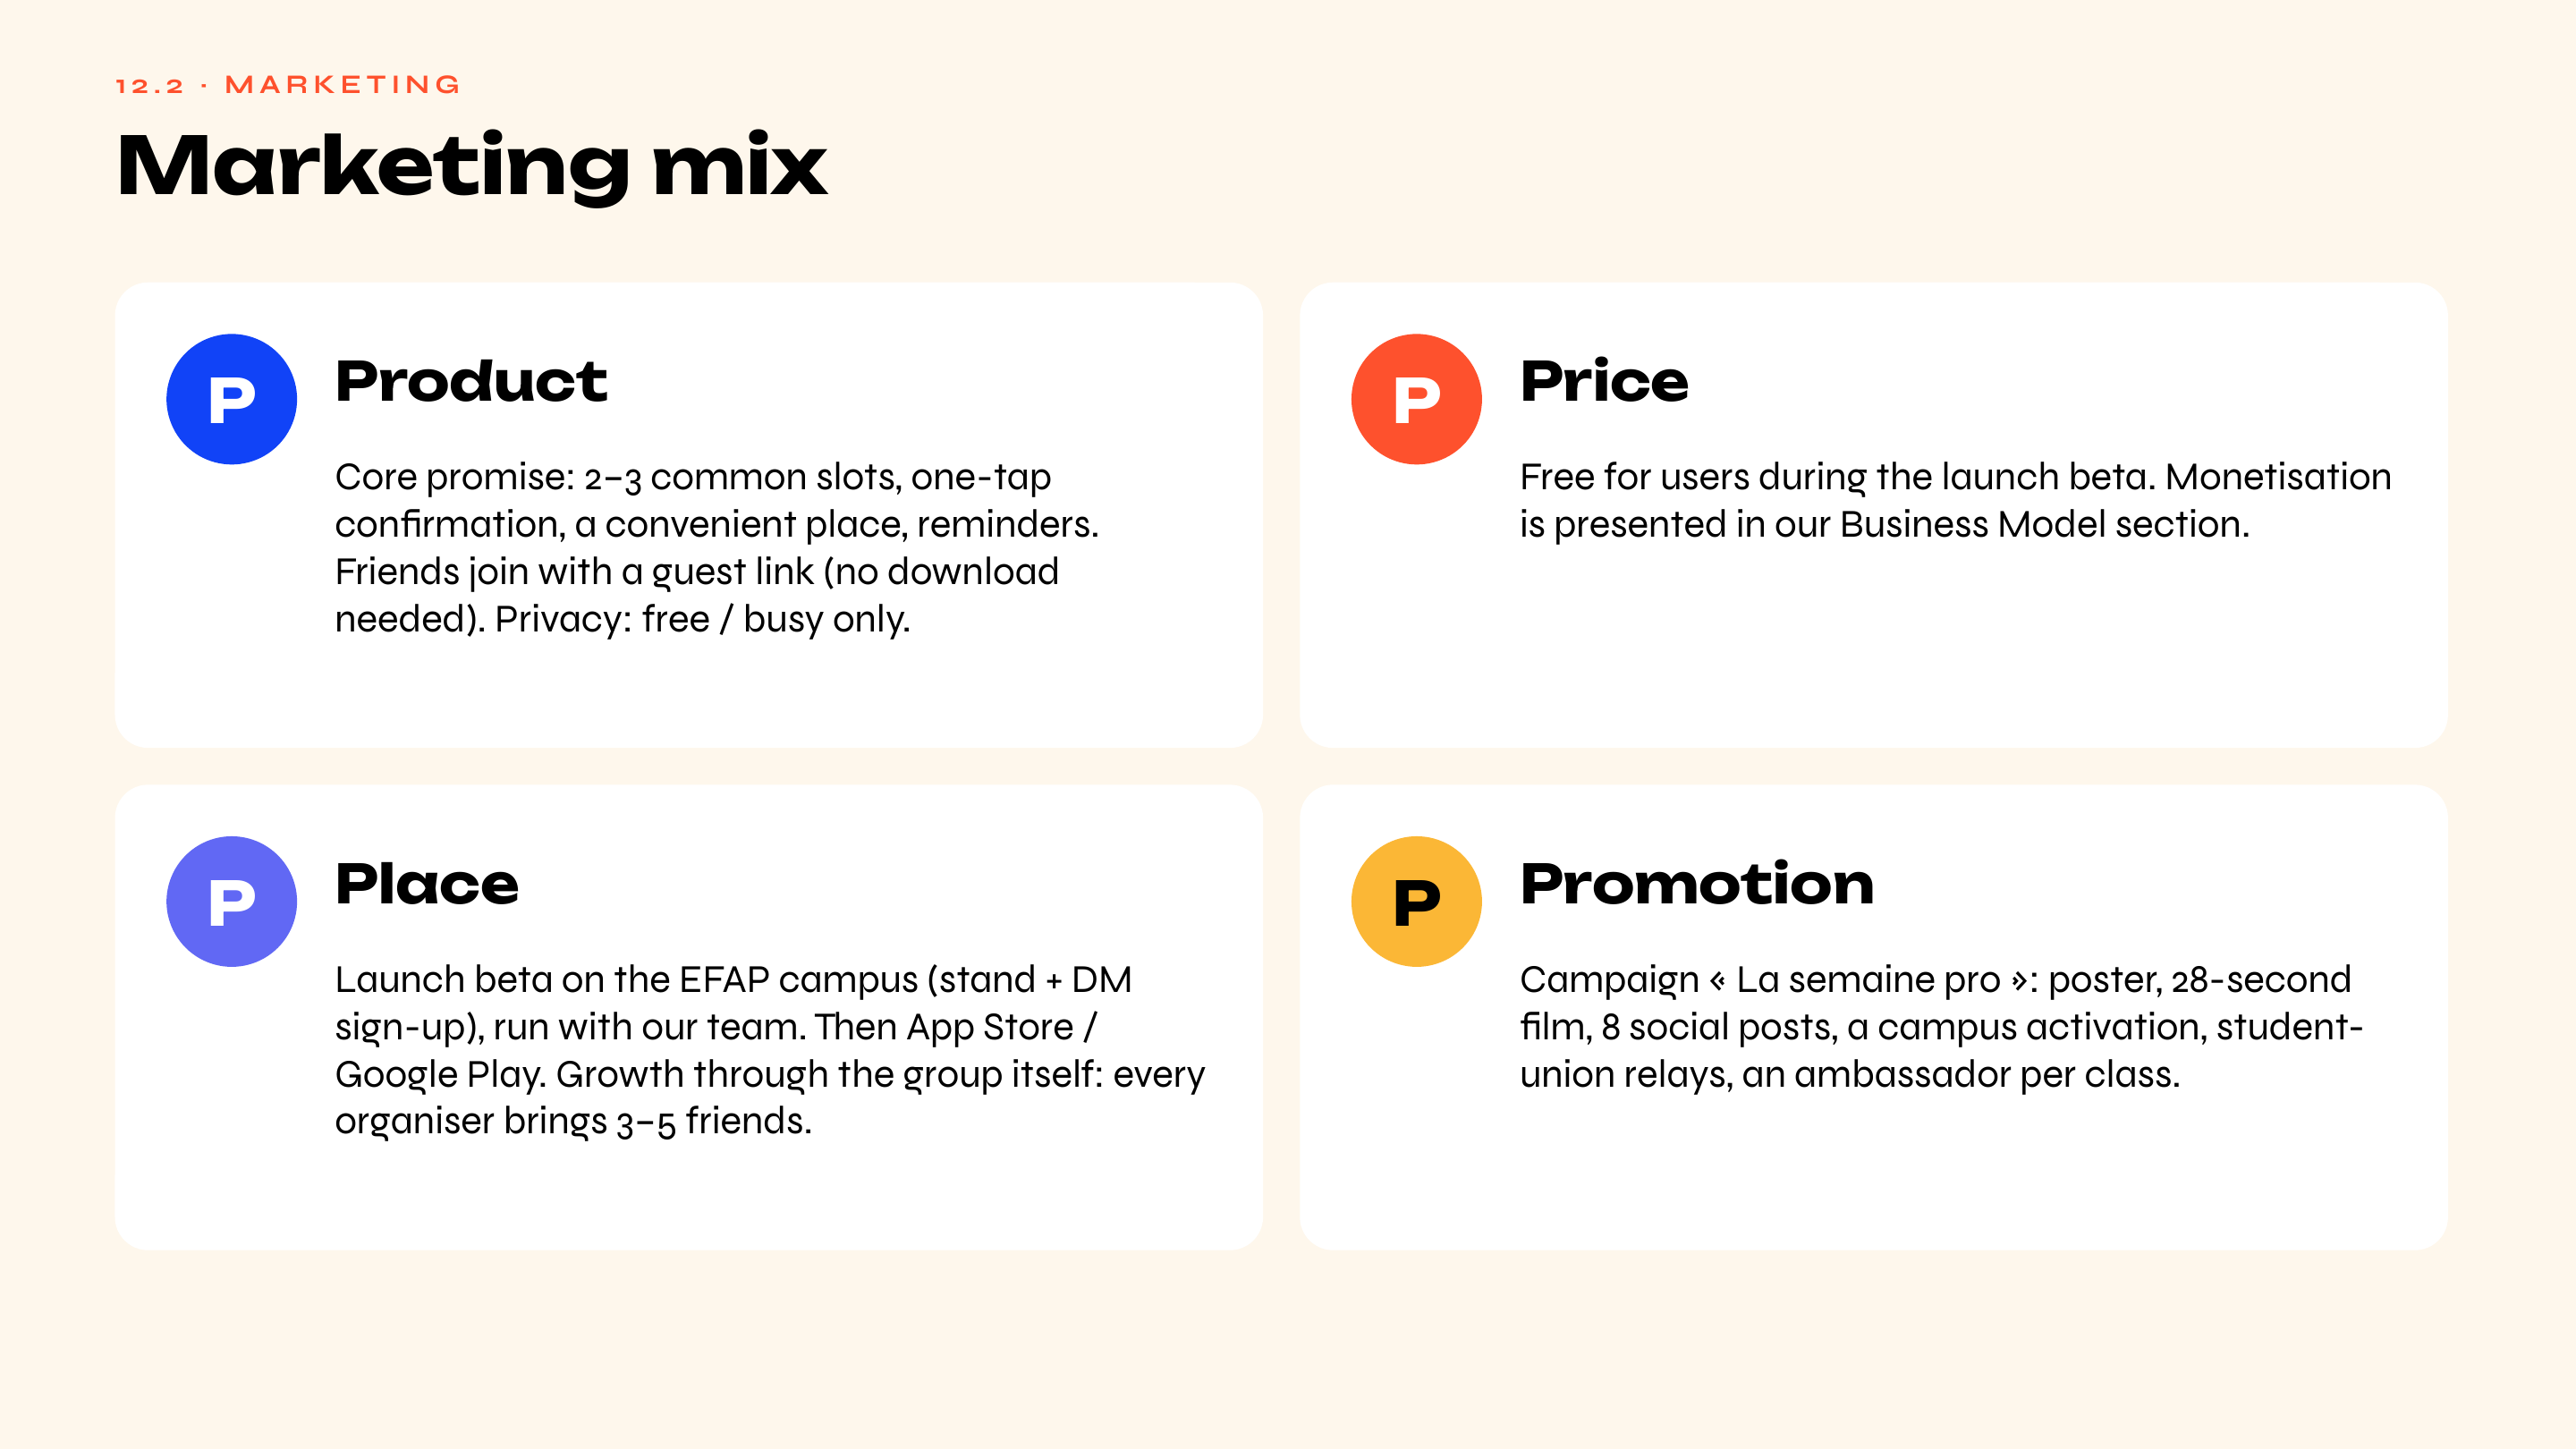 12.2 · MARKETING
Marketing mix
P
Product
Core promise: 2–3 common slots, one-tap
confirmation, a convenient place, reminders.
Friends join with a guest link (no download
needed). Privacy: free / busy only.
P
Price
Free for users during the launch beta. Monetisation
is presented in our Business Model section.
P
Place
Launch beta on the EFAP campus (stand + DM
sign-up), run with our team. Then App Store /
Google Play. Growth through the group itself: every
organiser brings 3–5 friends.
P
Promotion
Campaign « La semaine pro »: poster, 28-second
film, 8 social posts, a campus activation, student-
union relays, an ambassador per class.